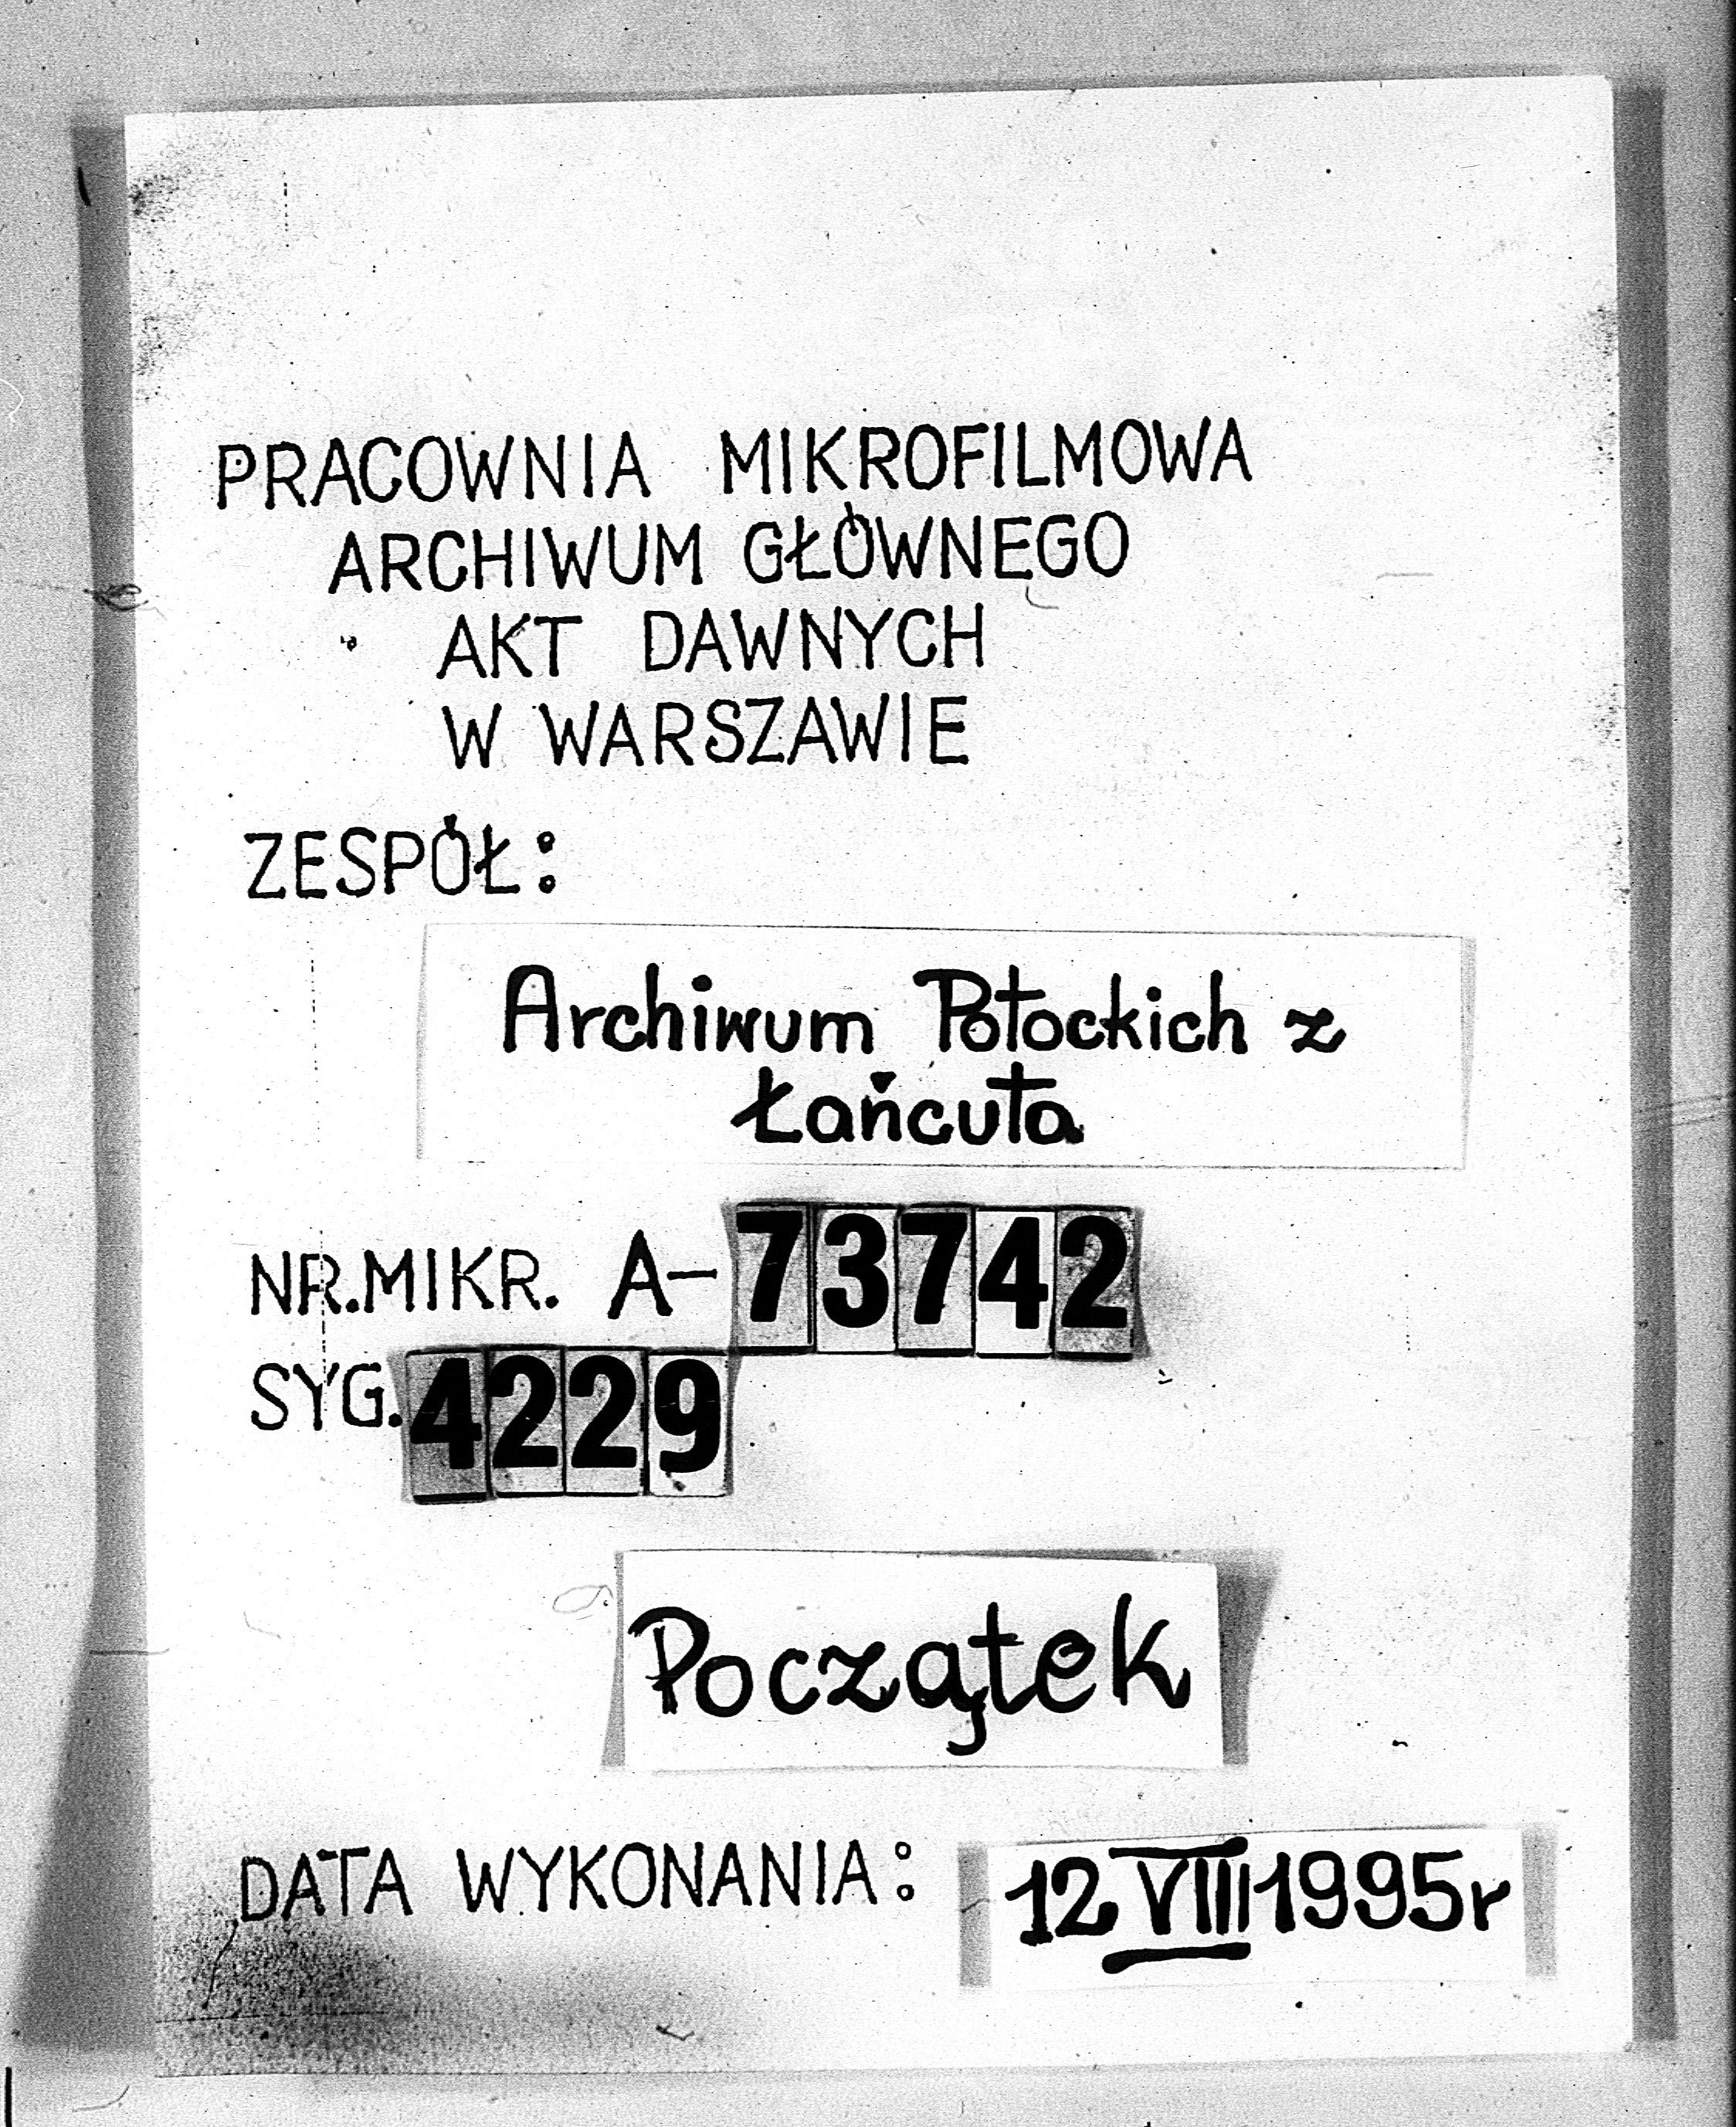 PRACOWNIA MIKROFILMOWA
ARCHIWUM GŁÓWNEGO
AKT DAWNYCH
W WARSZAWIE
ZESPÓŁ:
Archiwum Potockich z
Łańcuta
NR.MIKR. A-73742
SYG.4229
Początek
DATA WYKONANIA: 12 VIII 1995r